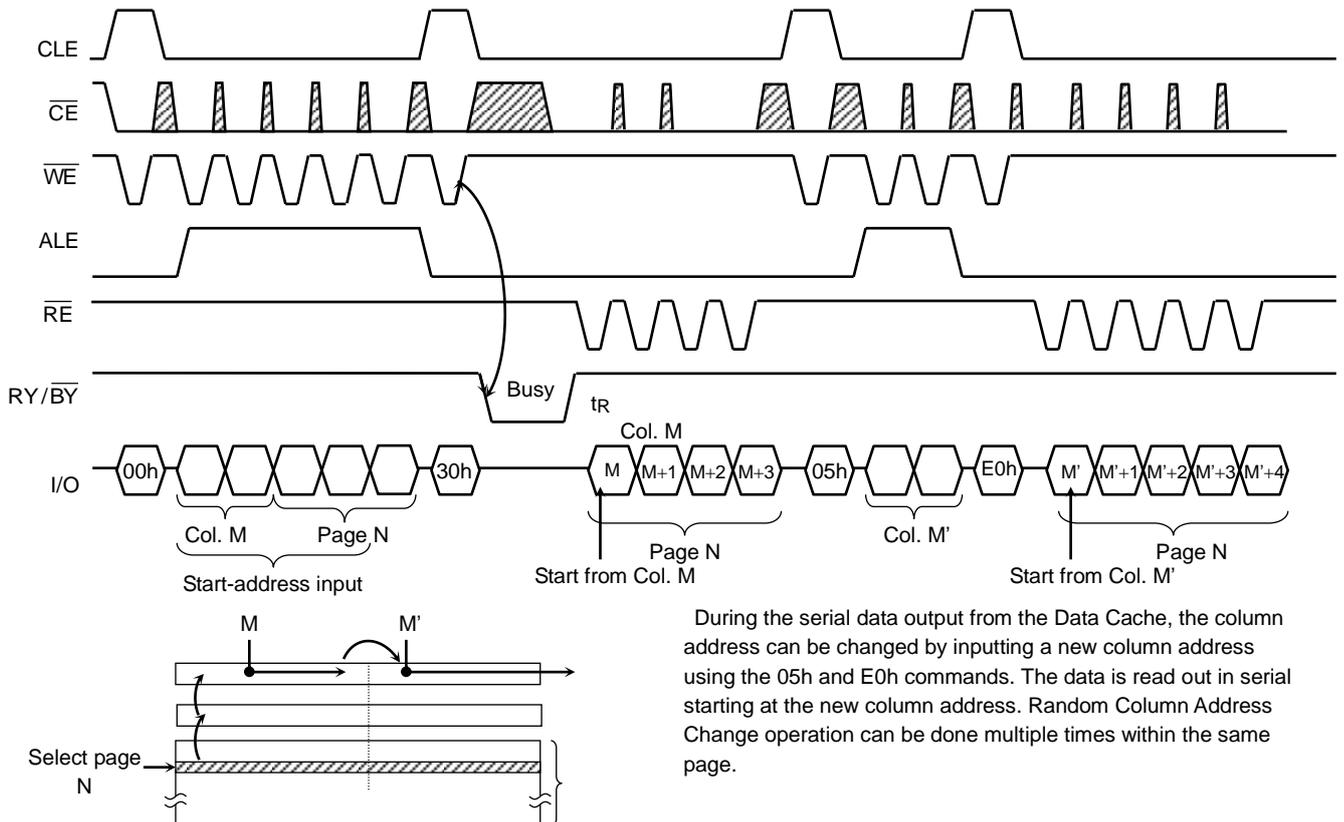 CLE
CE
WE
ALE
RE
RY/BY
Busy
tR
Col. M
I/O
00h
30h
M
M+1
M+2
M+3
05h
E0h
M'
M'+1
M'+2
M'+3
M'+4
Col. M
Page N
Start-address input
Page N
Start from Col. M
Col. M'
Page N
Start from Col. M'
M
M'
Select page
N
During the serial data output from the Data Cache, the column
address can be changed by inputting a new column address
using the 05h and E0h commands. The data is read out in serial
starting at the new column address. Random Column Address
Change operation can be done multiple times within the same
page.